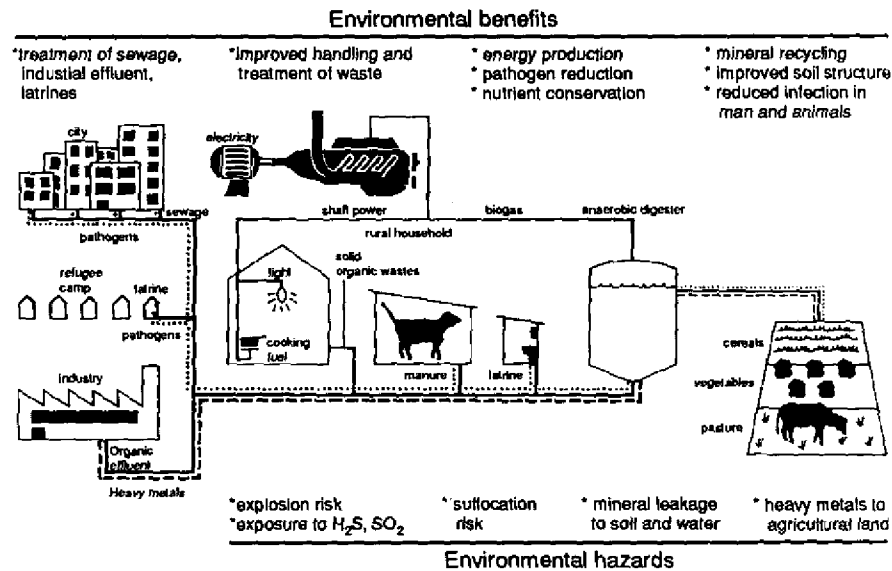 Environmental benefits
*treatment of sewage,
industial effluent,
latrines
*improved handling and
treatment of waste
* energy production
* pathogen reduction
* nutrient conservation
* mineral recycling
* improved soil structure
* reduced infection in
man and animals
city
electricity
sewage
pathogens
shaft power
biogas
anaerobic digester
rural household
refugee
camp
latrine
pathogens
light
solid
organic wastes
cooking
fuel
manure
latrine
cereals
vegetables
pasture
industry
Organic
effluent
Heavy metals
*explosion risk
*exposure to H₂S, SO₂
*suffocation
risk
* mineral leakage
to soil and water
* heavy metals to
agricultural land
Environmental hazards